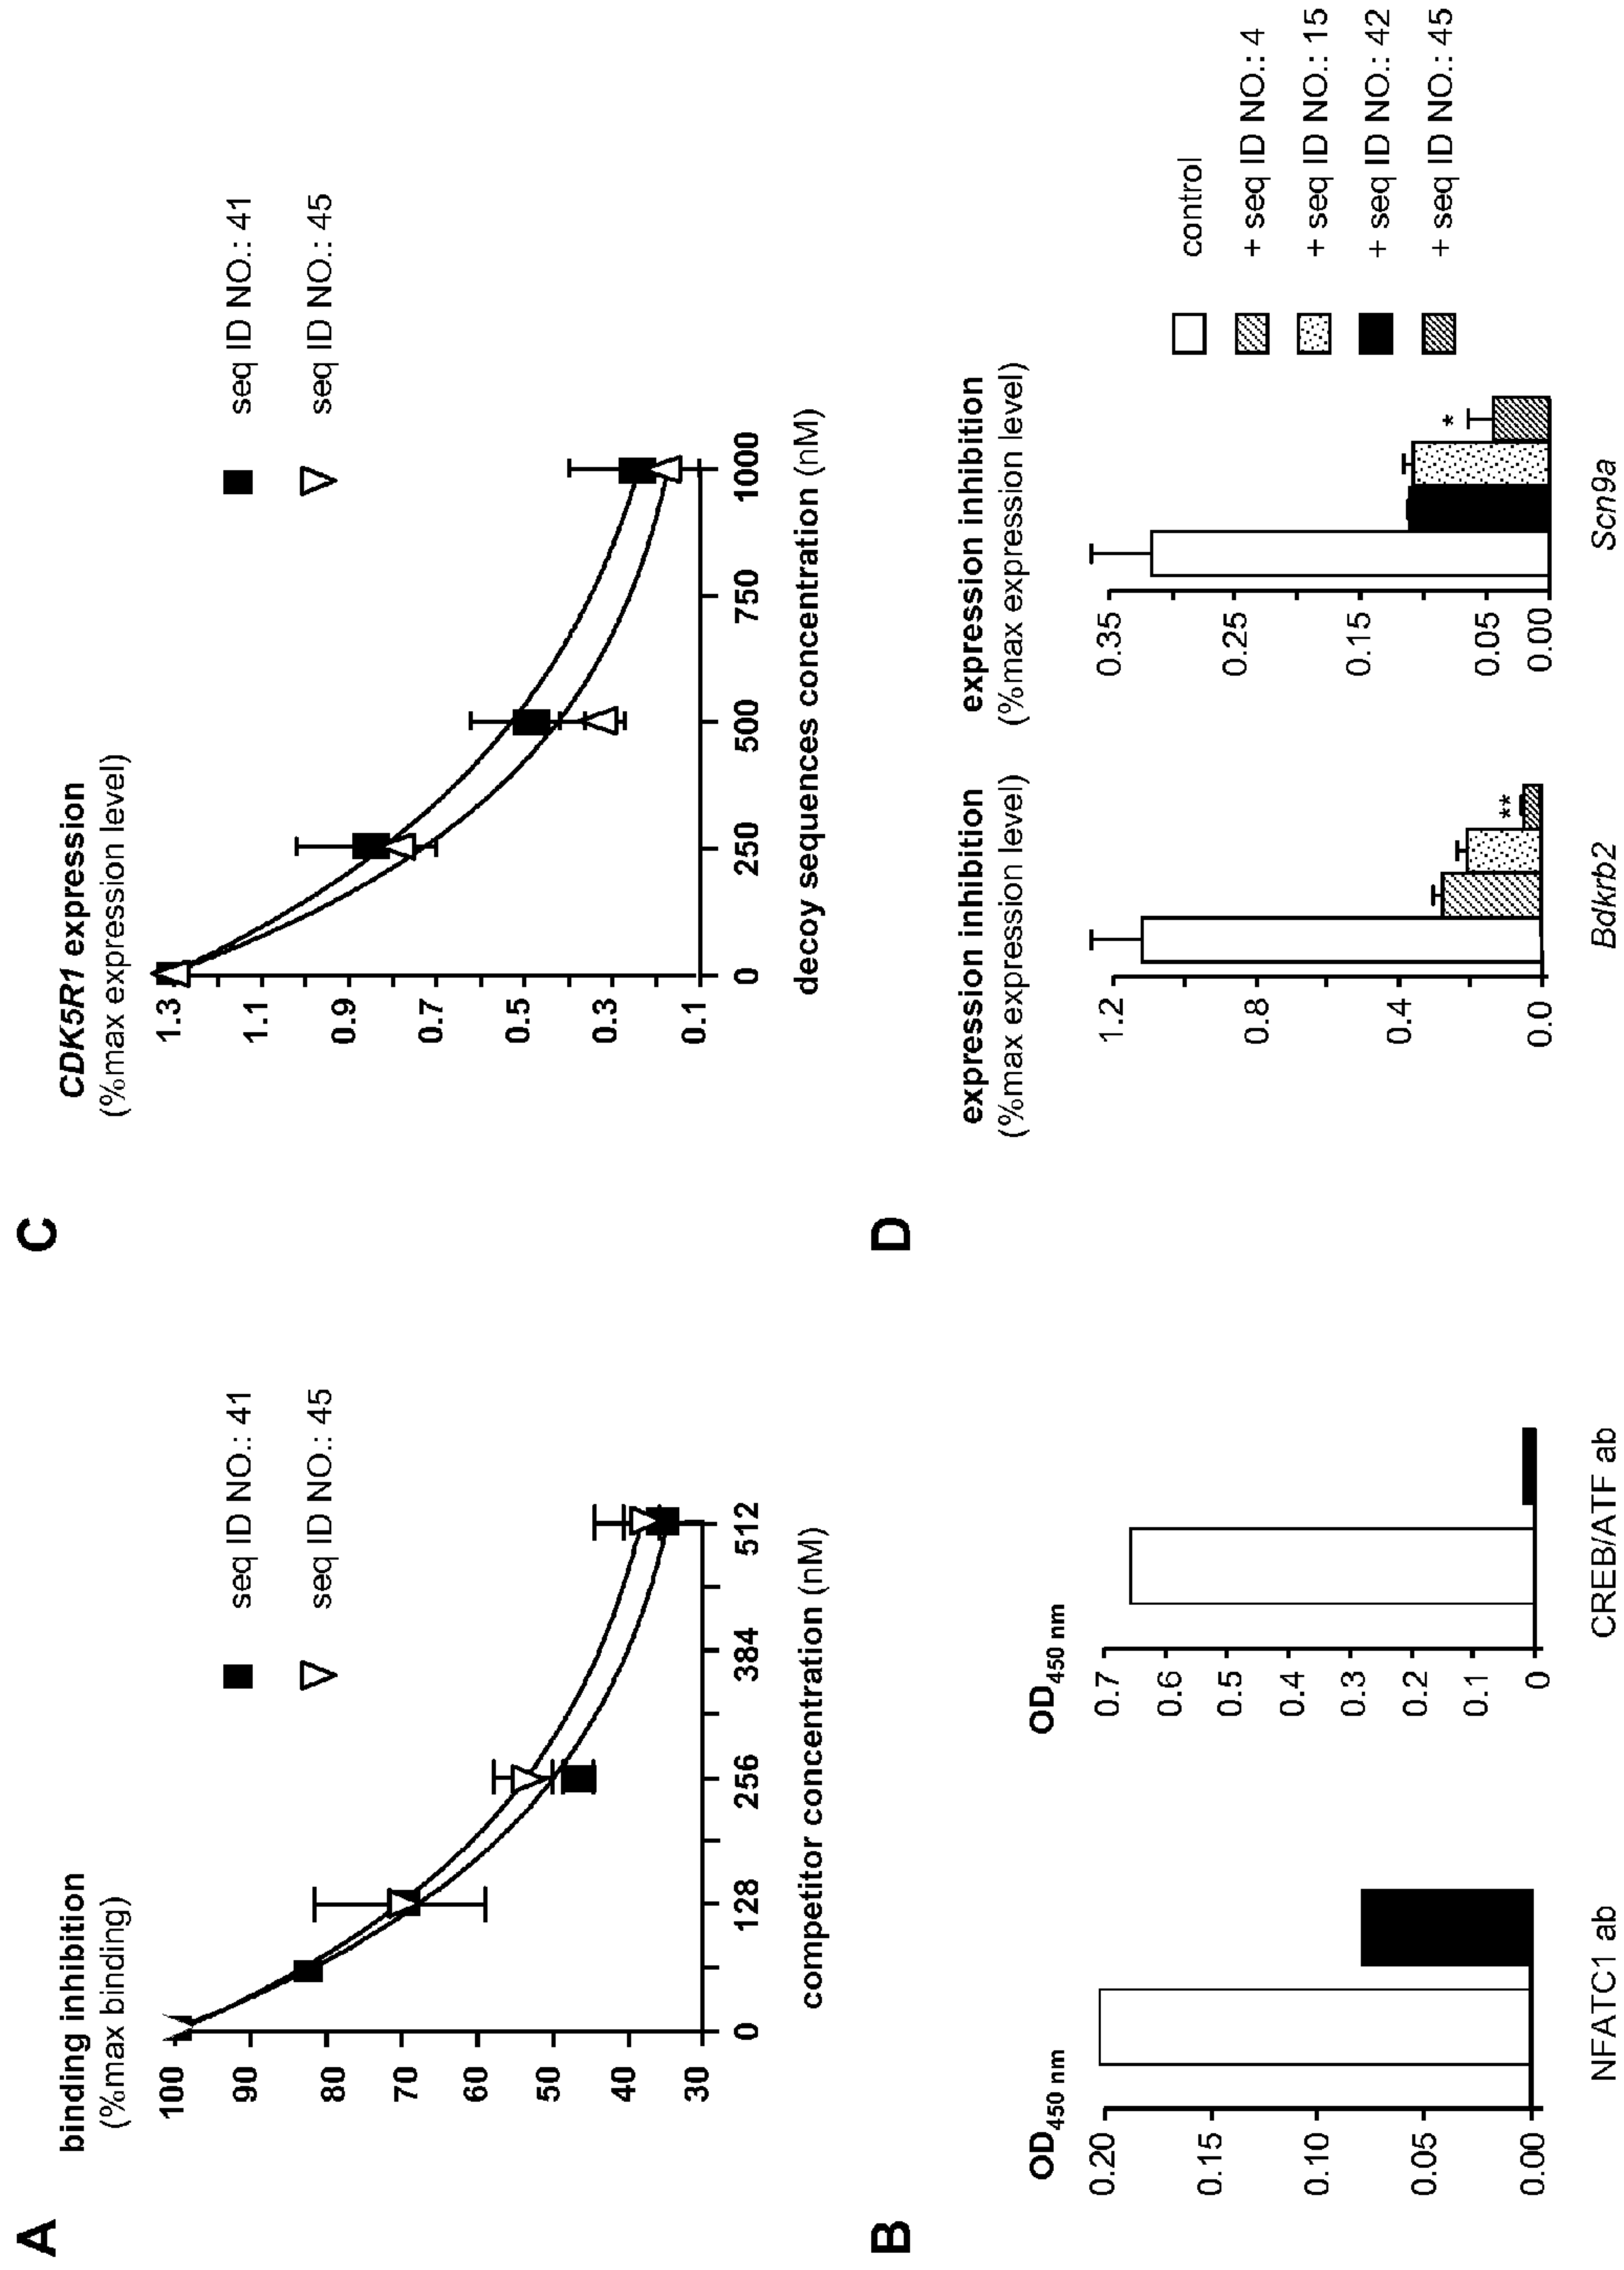 A
binding inhibition
(%max binding)
100
90
80
70
60
50
40
30
0
128
256
384
512
competitor concentration (nM)
seq ID NO.: 41
seq ID NO.: 45
C
CDK5R1 expression
(%max expression level)
1.3
1.1
0.9
0.7
0.5
0.3
0.1
0
250
500
750
1000
decoy sequences concentration (nM)
seq ID NO.: 41
seq ID NO.: 45
B
OD450 nm
0.20
0.15
0.10
0.05
0.00
NFATC1 ab
OD450 nm
0.7
0.6
0.5
0.4
0.3
0.2
0.1
0
CREB/ATF ab
D
expression inhibition
(%max expression level)
1.2
0.8
0.4
0.0
**
Bdkrb2
expression inhibition
(%max expression level)
0.35
0.25
0.15
0.05
0.00
*
Scn9a
control
+ seq ID NO.: 4
+ seq ID NO.: 15
+ seq ID NO.: 42
+ seq ID NO.: 45